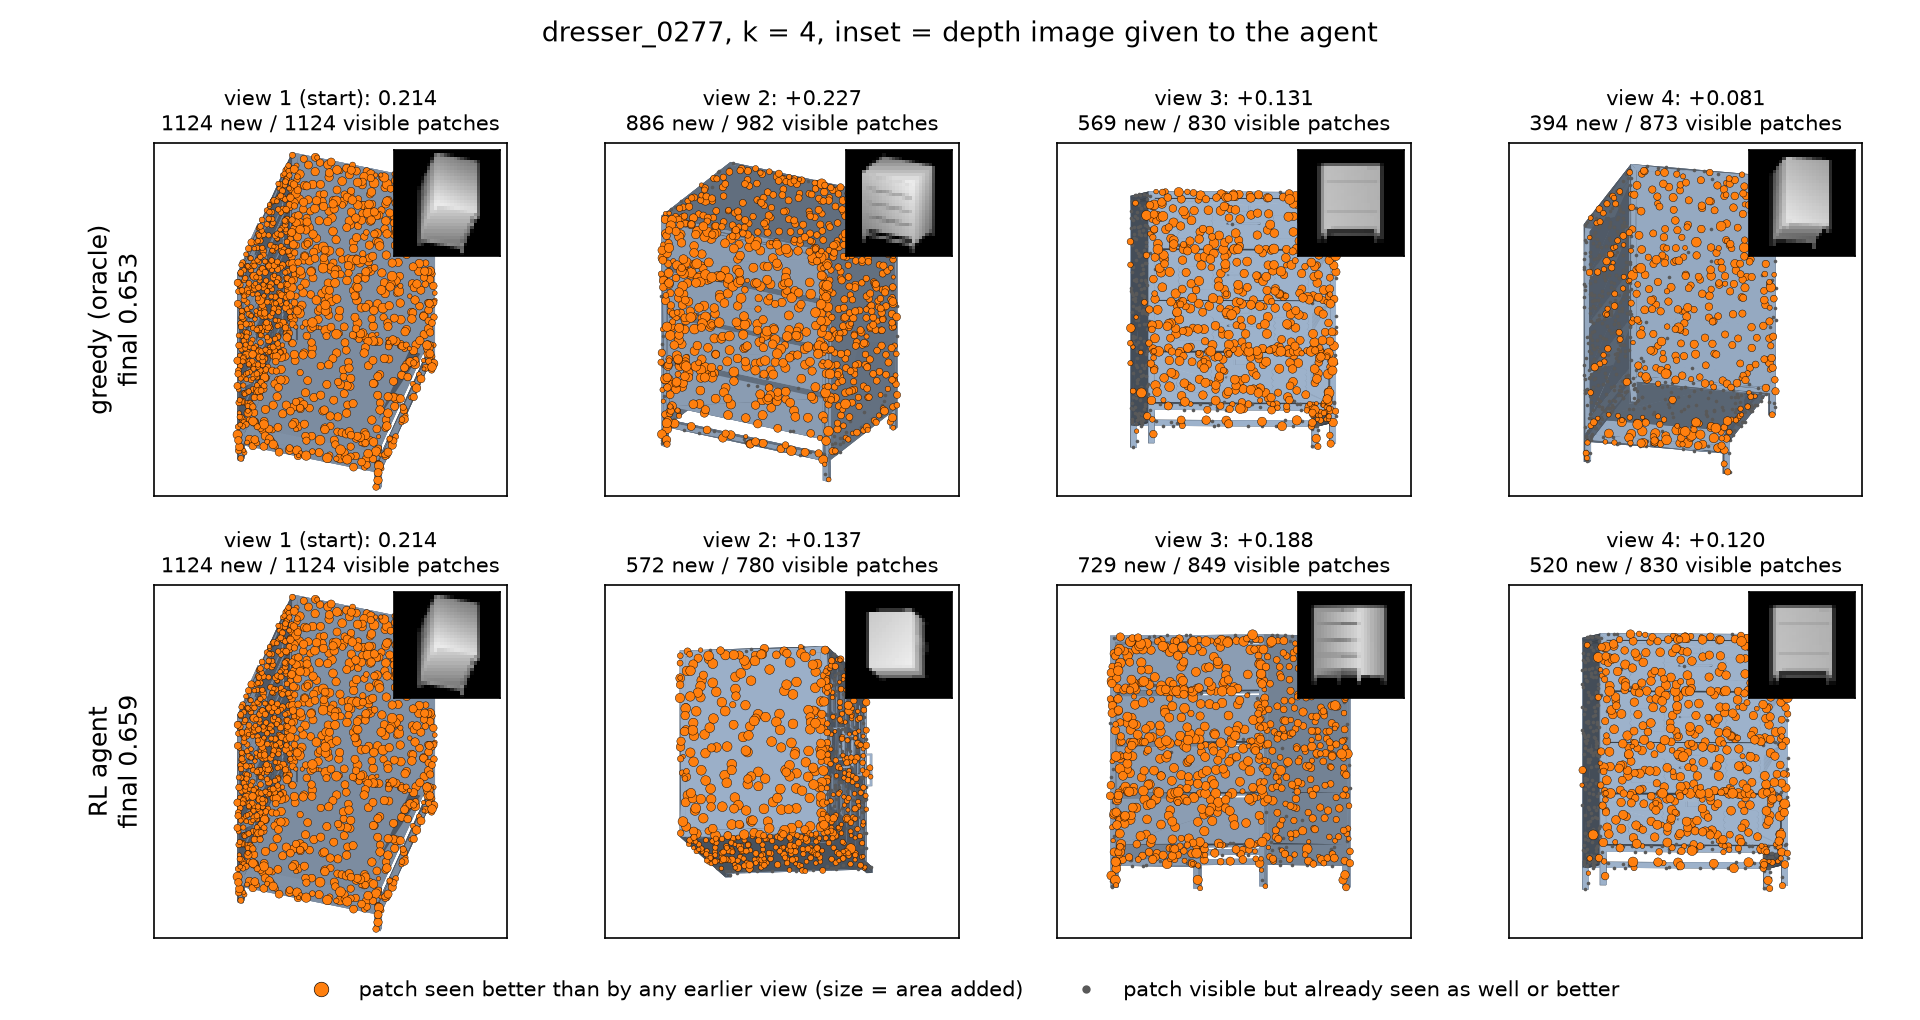 dresser_0277, k = 4, inset = depth image given to the agent
view 1 (start): 0.214
1124 new / 1124 visible patches
view 2: +0.227
886 new / 982 visible patches
view 3: +0.131
569 new / 830 visible patches
view 4: +0.081
394 new / 873 visible patches
greedy (oracle)
final 0.653
view 1 (start): 0.214
1124 new / 1124 visible patches
view 2: +0.137
572 new / 780 visible patches
view 3: +0.188
729 new / 849 visible patches
view 4: +0.120
520 new / 830 visible patches
RL agent
final 0.659
patch seen better than by any earlier view (size = area added)
patch visible but already seen as well or better